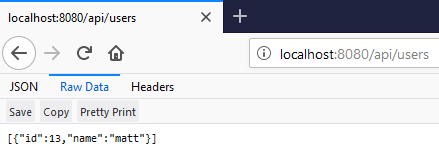 localhost:8080/api/users
localhost:8080/api/users
JSON Raw Data Headers
Save Copy Pretty Print
[{"id":13,"name":"matt"}]